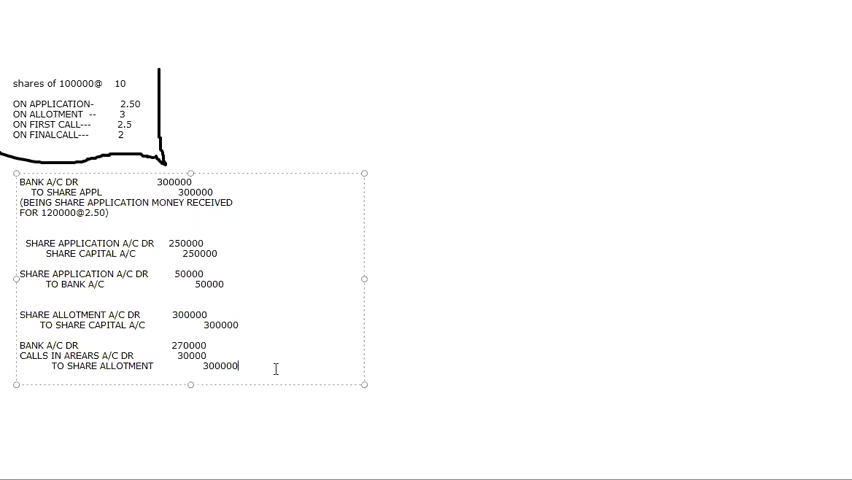 shares of 100000@ 10
ON APPLICATION- 2.50
ON ALLOTMENT -- 3
ON FIRST CALL--- 2.5
ON FINALCALL--- 2
BANK A/C DR 300000
TO SHARE APPL 300000
(BEING SHARE APPLICATION MONEY RECEIVED
FOR 120000@2.50)
SHARE APPLICATION A/C DR 250000
SHARE CAPITAL A/C 250000
SHARE APPLICATION A/C DR 50000
TO BANK A/C 50000
SHARE ALLOTMENT A/C DR 300000
TO SHARE CAPITAL A/C 300000
BANK A/C DR 270000
CALLS IN AREARS A/C DR 30000
TO SHARE ALLOTMENT 300000